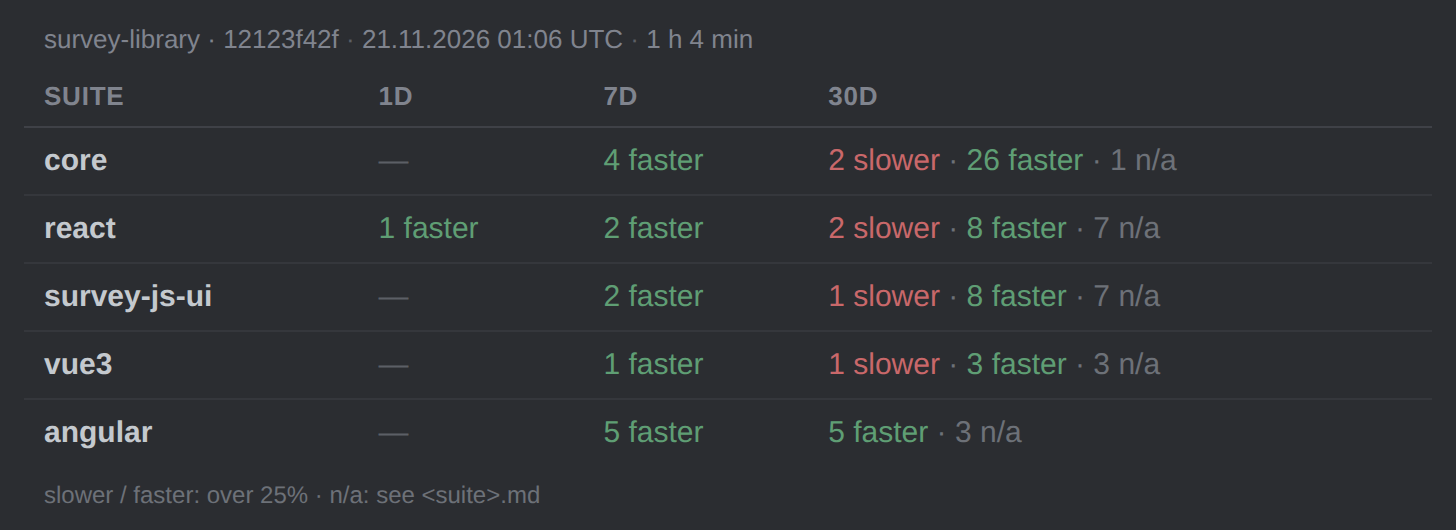 survey-library · 12123f42f · 21.11.2026 01:06 UTC · 1 h 4 min
SUITE 1D 7D 30D
core — 4 faster 2 slower · 26 faster · 1 n/a
react 1 faster 2 faster 2 slower · 8 faster · 7 n/a
survey-js-ui — 2 faster 1 slower · 8 faster · 7 n/a
vue3 — 1 faster 1 slower · 3 faster · 3 n/a
angular — 5 faster 5 faster · 3 n/a
slower / faster: over 25% · n/a: see <suite>.md